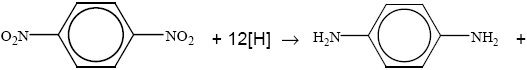 O₂N NO₂ + 12[H] → H₂N NH₂ +